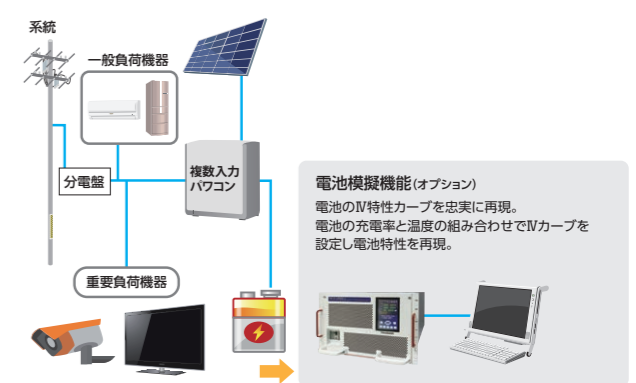 系統
一般負荷機器
分電盤
複数入力
パワコン
重要負荷機器
電池模擬機能(オプション)
電池のⅣ特性カーブを忠実に再現。
電池の充電率と温度の組み合わせでⅣカーブを
設定し電池特性を再現。